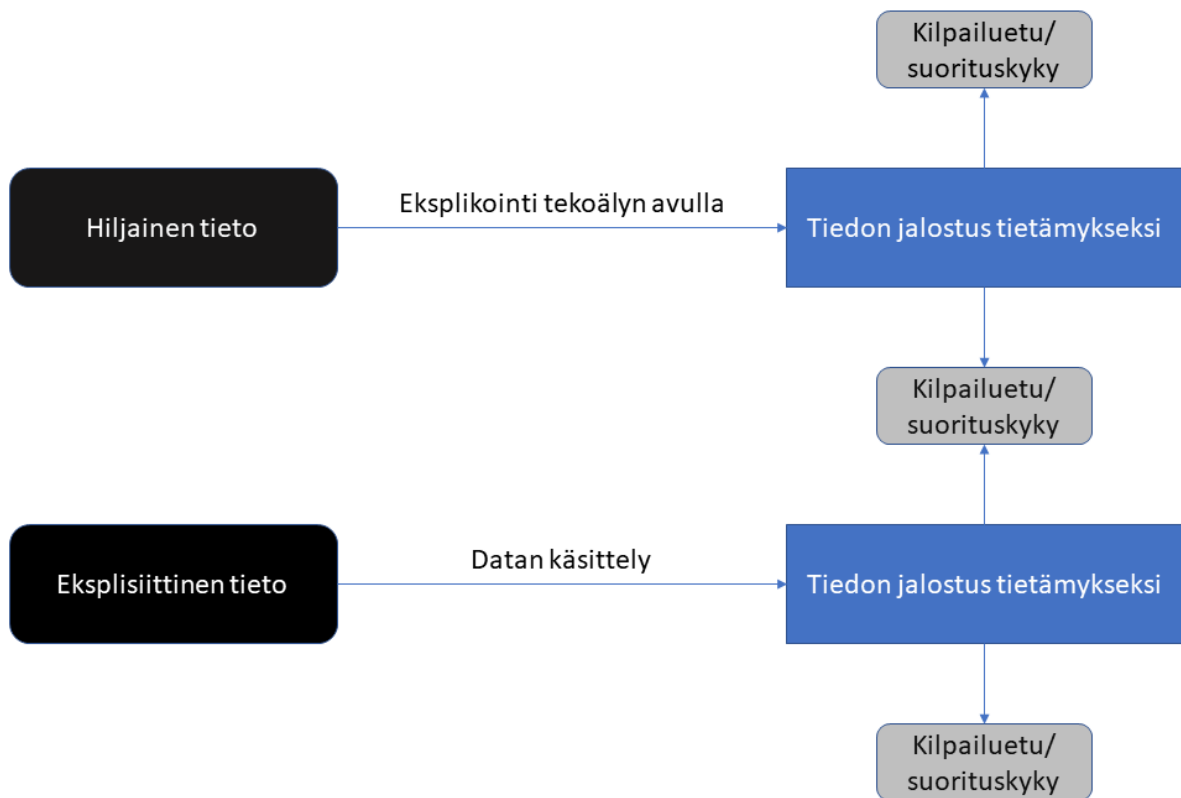 Kilpailuetu/
suorituskyky
Hiljainen tieto
Eksplikointi tekoälyn avulla
Tiedon jalostus tietämykseksi
Kilpailuetu/
suorituskyky
Eksplisiittinen tieto
Datan käsittely
Tiedon jalostus tietämykseksi
Kilpailuetu/
suorituskyky